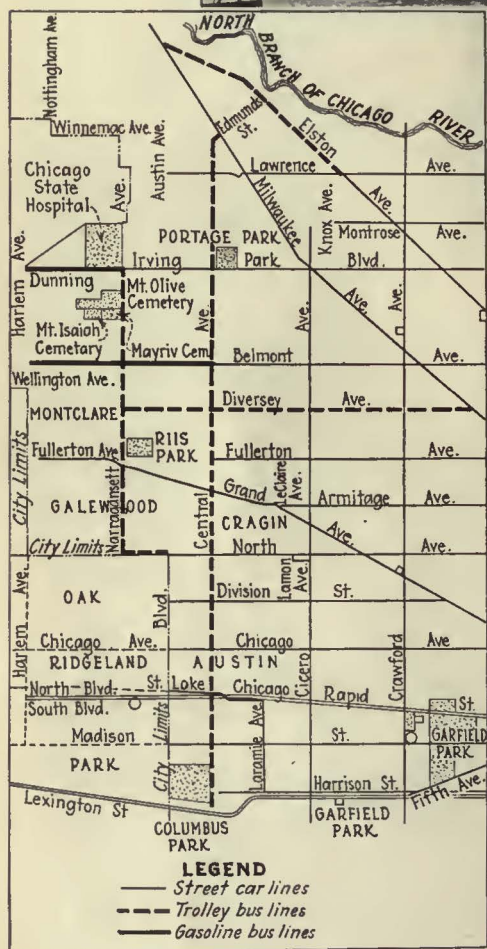 NORTH
BRANCH OF CHICAGO
RIVER
Nottingham Ave.
Edmunds St.
Elston
Ave.
Winnemac Ave.
Austin Ave.
Lawrence Ave.
Milwaukee
Ave.
Knox Ave.
Chicago
State
Hospital
Ave.
Montrose Ave.
PORTAGE PARK
Irving Park Blvd.
Dunning
Harlem Ave.
Mt. Olive
Cemetery
Mt. Isaiah
Cemetary
Mayriv Cem.
Ave.
Ave.
Ave.
Belmont Ave.
Wellington Ave.
Diversey Ave.
MONTCLARE
RIIS
PARK
Fullerton Ave
Fullerton Ave.
City Limits
Narragansett
Central
Grand
Ave.
LeClaire Ave.
Armitage Ave.
GALEWOOD
CRAGIN
City Limits
North Ave.
Lamon Ave.
OAK
Division St.
Harlem Ave.
Blvd.
Cicero
Crawford
Chicago Ave.
Chicago Ave
RIDGELAND
AUSTIN
North-Blvd.
St. Lake
Chicago Rapid
South Blvd.
St.
City Limits
Laramie Ave.
Madison St.
GARFIELD
PARK
PARK
Harrison St.
Fifth-Ave.
Lexington St
COLUMBUS
PARK
GARFIELD
PARK
LEGEND
Street car lines
Trolley bus lines
Gasoline bus lines